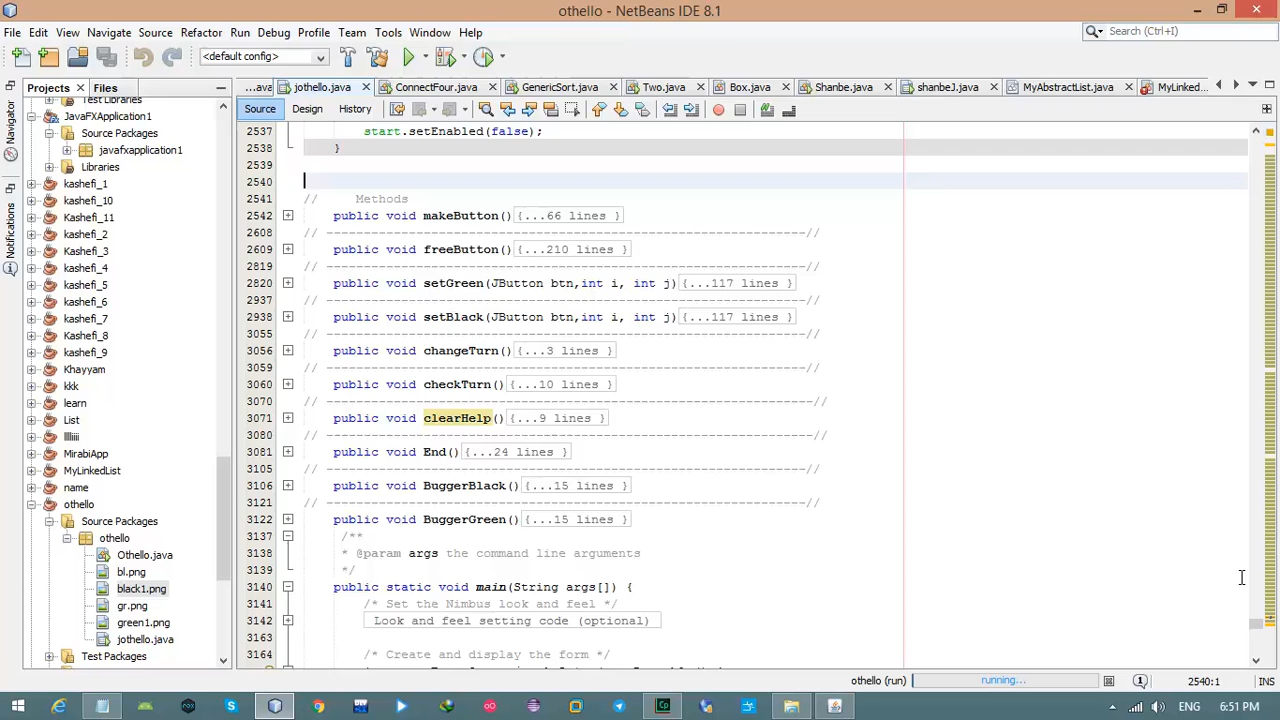 othello - NetBeans IDE 8.1
File Edit View Navigate Source Refactor Run Debug Profile Team Tools Window Help
Search (Ctrl+I)
<default config>
Projects Files
...ava jothello.java ConnectFour.java GenericSort.java Two.java Box.java Shanbe.java shanbeJ.java MyAbstractList.java MyLinked...
Source Design History
Navigator
Notifications
Test Libraries
JavaFXApplication1
Source Packages
javafxapplication1
Libraries
kashefi_1
kashefi_10
Kashefi_11
kashefi_2
Kashefi_3
kashefi_4
kashefi_5
kashefi_6
kashefi_7
Kashefi_8
kashefi_9
Khayyam
kkk
learn
List
MirabiApp
MyLinkedList
name
othello
Source Packages
othello
Othello.java
bl.png
black1.png
gr.png
green1.png
jothello.java
Test Packages
2537 start.setEnabled(false);
2538 }
2539
2540
2541 // Methods
2542 public void makeButton() {...66 lines }
2608 // ----------------------------------------------------------------//
2609 public void freeButton() {...210 lines }
2819 // ----------------------------------------------------------------//
2820 public void setGreen(JButton btn,int i, int j) {...117 lines }
2937 // ----------------------------------------------------------------//
2938 public void setBlack(JButton btn,int i, int j) {...117 lines }
3055 // ----------------------------------------------------------------//
3056 public void changeTurn() {...3 lines }
3059 // ----------------------------------------------------------------//
3060 public void checkTurn() {...10 lines }
3070 // ----------------------------------------------------------------//
3071 public void clearHelp() {...9 lines }
3080 // ----------------------------------------------------------------//
3081 public void End() {...24 lines }
3105 // ----------------------------------------------------------------//
3106 public void BuggerBlack() {...15 lines }
3121 // ----------------------------------------------------------------//
3122 public void BuggerGreen() {...15 lines }
3137 /**
3138 * @param args the command line arguments
3139 */
3140 public static void main(String args[]) {
3141 /* Set the Nimbus look and feel */
3142 Look and feel setting code (optional)
3163
3164 /* Create and display the form */
othello (run) running... 2540:1 INS
ENG 6:51 PM